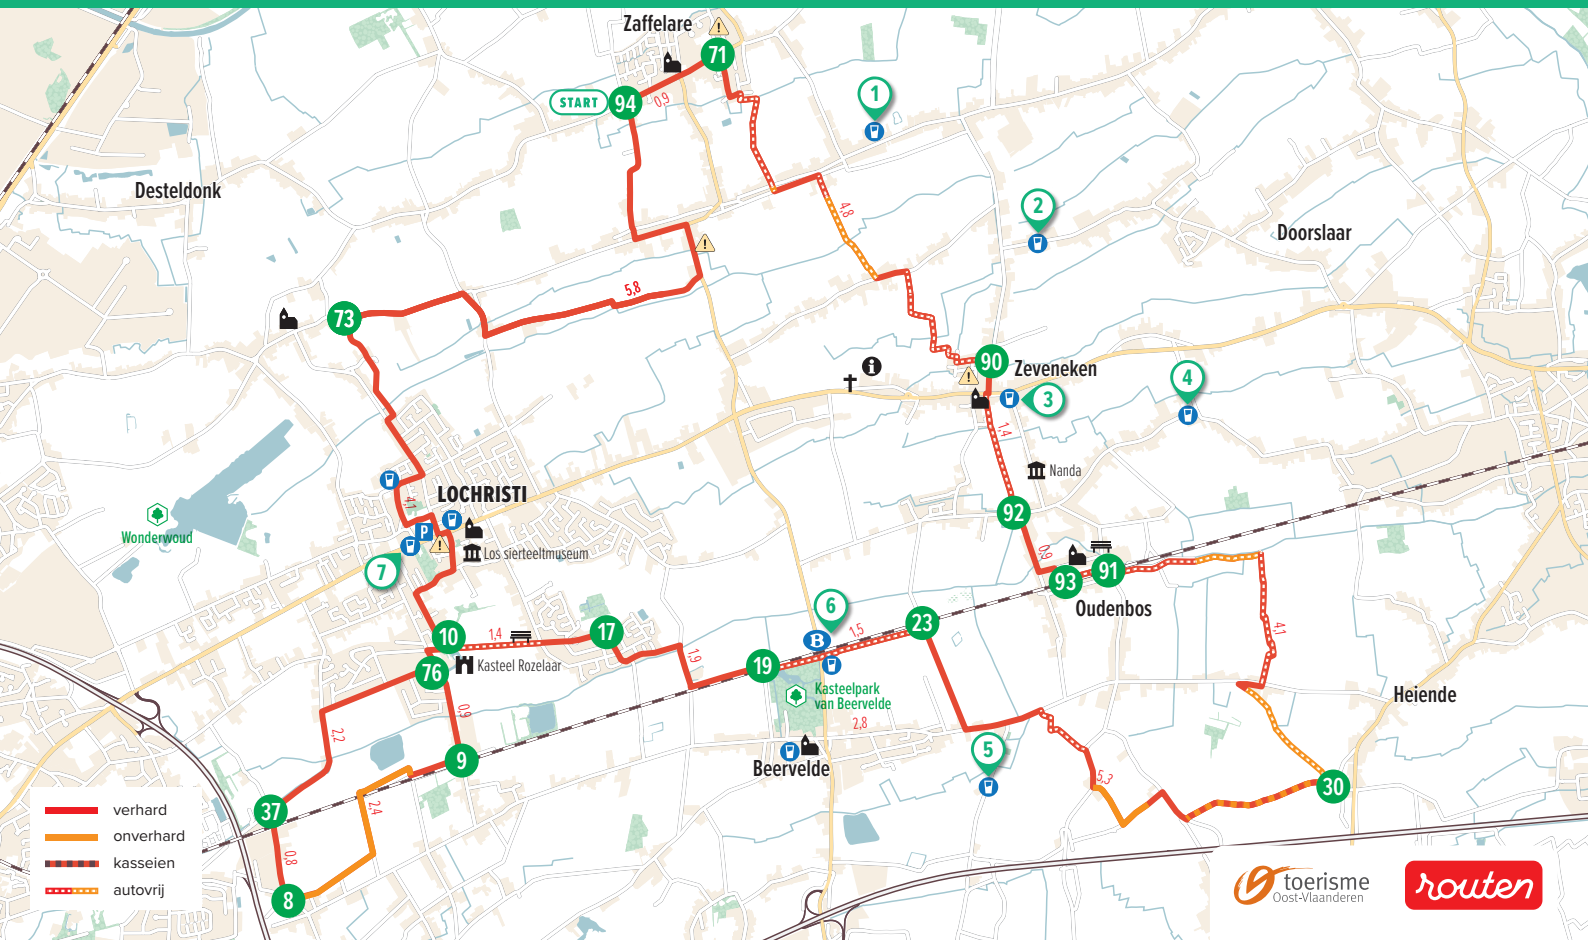 Zaffelare
71
START
94
0,9
1
Desteldonk
4,8
2
Doorslaar
5,8
73
90
Zeveneken
3
4
1,4
Nanda
LOCHRISTI
4,1
P
Los sierteeltmuseum
7
Wonderwoud
92
0,9
93
91
Oudenbos
10
1,4
17
6
B
1,5
23
4,1
76
Kasteel Rozelaar
1,9
19
Kasteelpark
van Beervelde
2,8
Heiende
2,2
0,9
9
Beervelde
5
5,3
30
37
2,4
0,8
8
verhard
onverhard
kasseien
autovrij
toerisme
Oost-Vlaanderen
routen